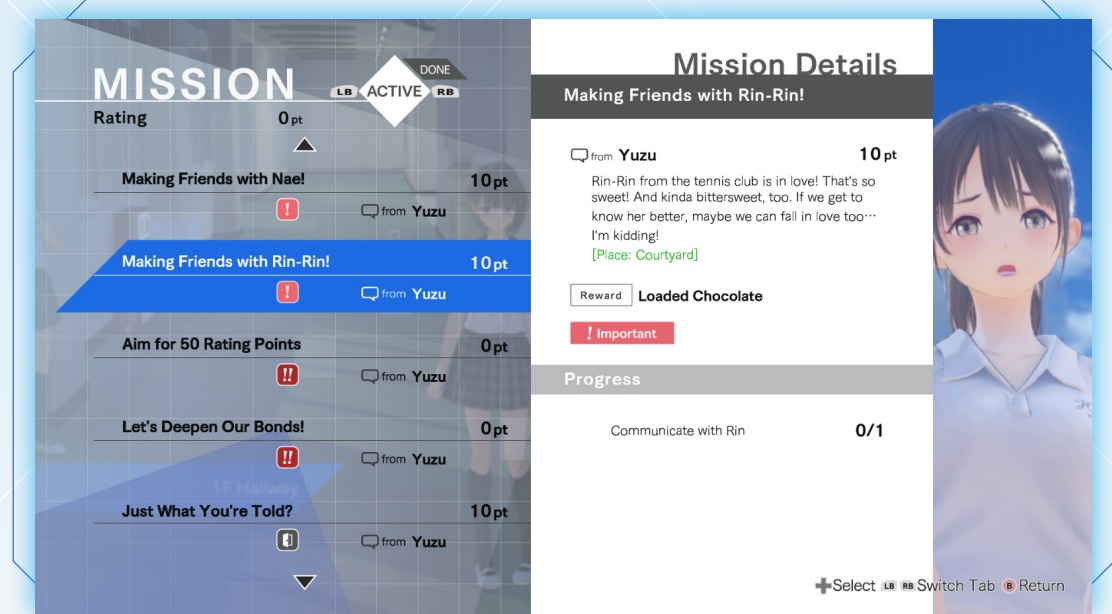 MISSION
DONE
LB ACTIVE RB
Rating 0pt
Making Friends with Nae! 10pt
! from Yuzu
Making Friends with Rin-Rin! 10pt
! from Yuzu
Aim for 50 Rating Points 0pt
!! from Yuzu
Let's Deepen Our Bonds! 0pt
!! from Yuzu
1F Hallway
Just What You're Told? 10pt
from Yuzu
Mission Details
Making Friends with Rin-Rin!
from Yuzu 10pt
Rin-Rin from the tennis club is in love! That's so
sweet! And kinda bittersweet, too. If we get to
know her better, maybe we can fall in love too…
I'm kidding!
[Place: Courtyard]
Reward Loaded Chocolate
! Important
Progress
Communicate with Rin 0/1
Select LB RB Switch Tab B Return